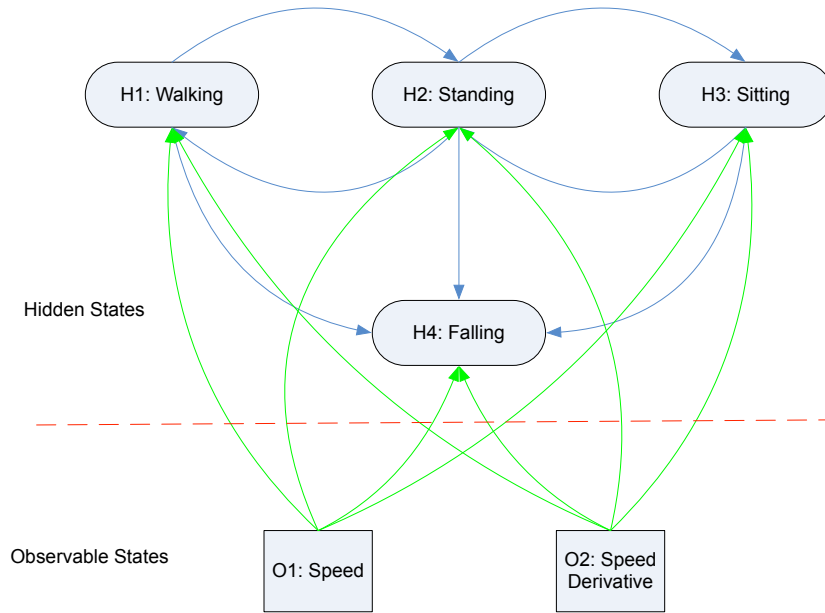 H1: Walking
H2: Standing
H3: Sitting
Hidden States
H4: Falling
Observable States
O1: Speed
O2: Speed
Derivative